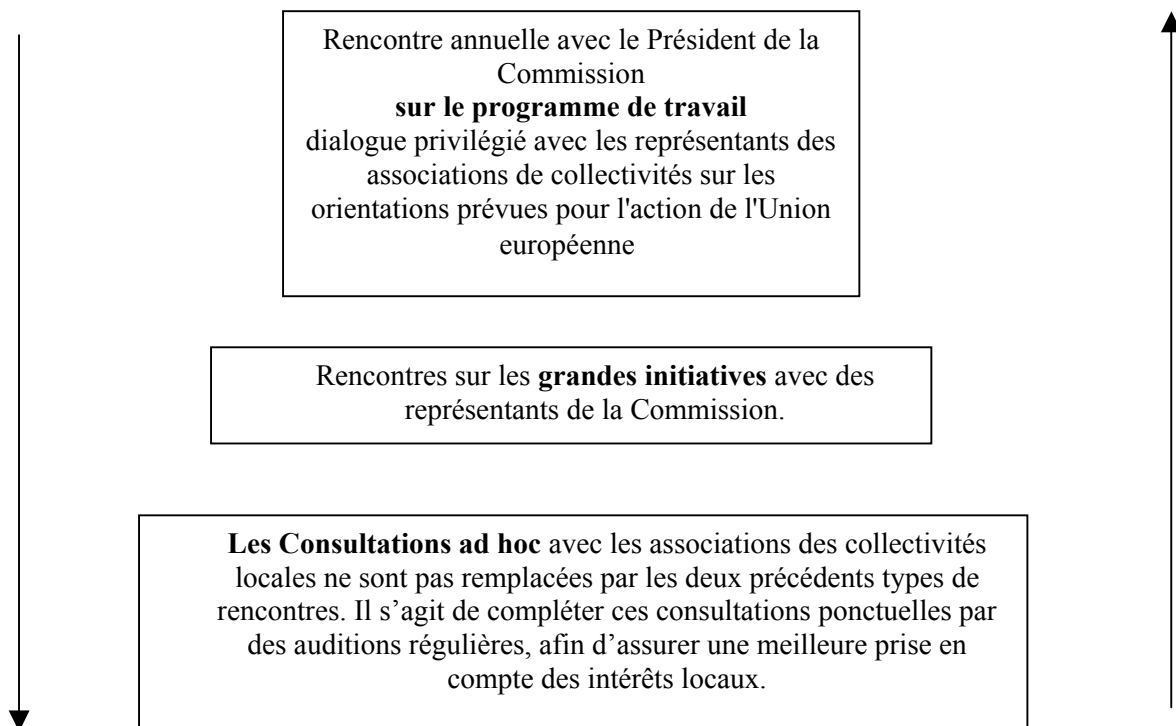 Rencontre annuelle avec le Président de la
Commission
sur le programme de travail
dialogue privilégié avec les représentants des
associations de collectivités sur les
orientations prévues pour l'action de l'Union
européenne
Rencontres sur les grandes initiatives avec des
représentants de la Commission.
Les Consultations ad hoc avec les associations des collectivités
locales ne sont pas remplacées par les deux précédents types de
rencontres. Il s’agit de compléter ces consultations ponctuelles par
des auditions régulières, afin d’assurer une meilleure prise en
compte des intérêts locaux.